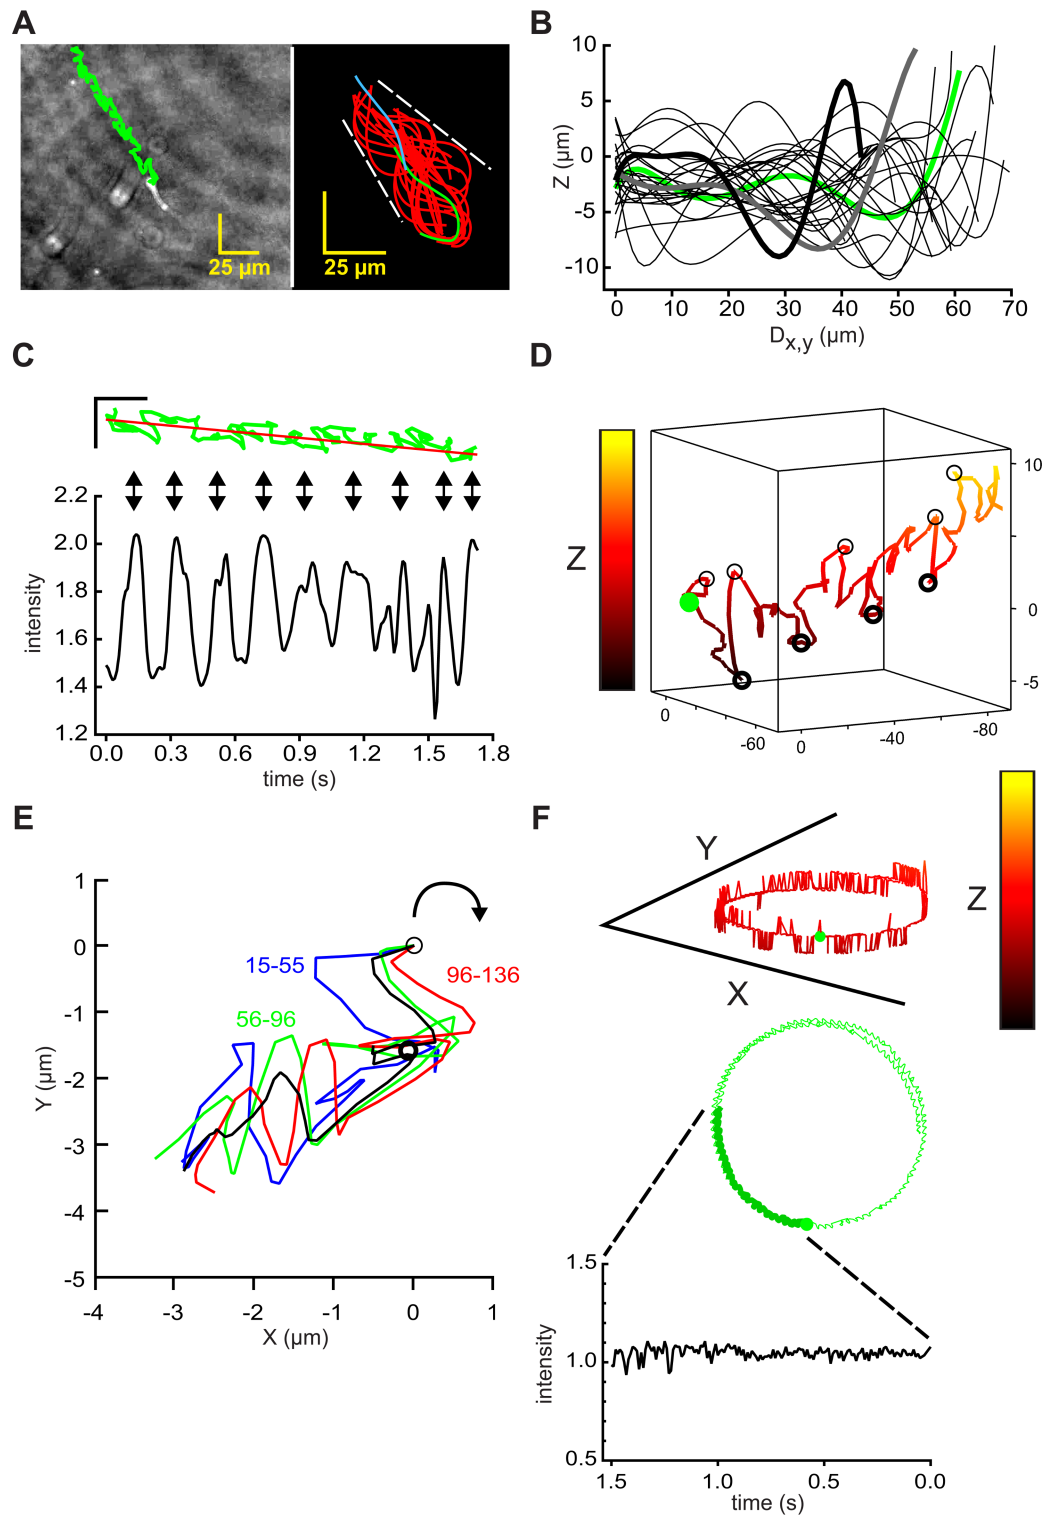 A
25 µm
25 µm
B
10
5
0
-5
-10
Z (µm)
0 10 20 30 40 50 60 70
Dx,y (µm)
C
2.2
2.0
1.8
1.6
1.4
1.2
intensity
0.0 0.3 0.6 0.9 1.2 1.5 1.8
time (s)
D
Z
10
0
-5
0
-60
0
-40
-80
E
1
0
-1
-2
-3
-4
-5
Y (µm)
15-55
96-136
56-96
-4 -3 -2 -1 0 1
X (µm)
F
Y
X
Z
1.5
1.0
0.5
intensity
1.5 1.0 0.5 0.0
time (s)